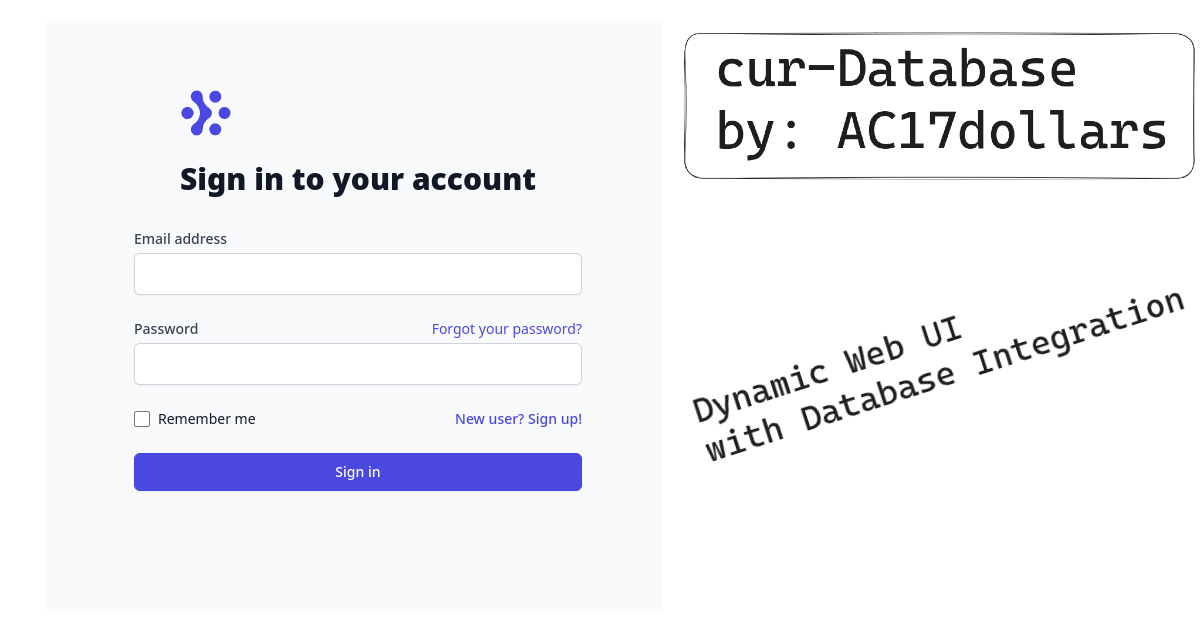 Sign in to your account
Email address
Password
Forgot your password?
Remember me
New user? Sign up!
Sign in
cur-Database
by: AC17dollars
Dynamic Web UI
with Database Integration